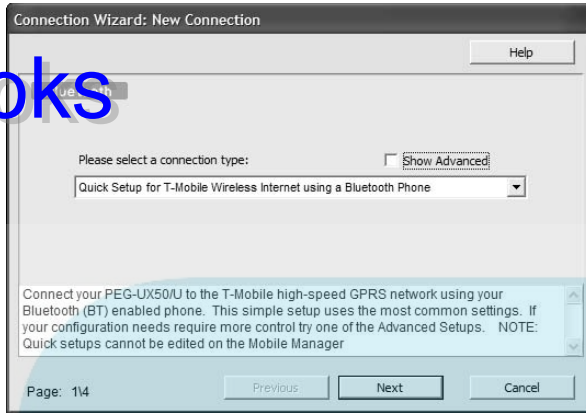 Connection Wizard: New Connection
Help
oks
Please select a connection type:
Show Advanced
Quick Setup for T-Mobile Wireless Internet using a Bluetooth Phone
Connect your PEG-UX50/U to the T-Mobile high-speed GPRS network using your
Bluetooth (BT) enabled phone. This simple setup uses the most common settings. If
your configuration needs require more control try one of the Advanced Setups. NOTE:
Quick setups cannot be edited on the Mobile Manager
Page: 1\4
Previous
Next
Cancel